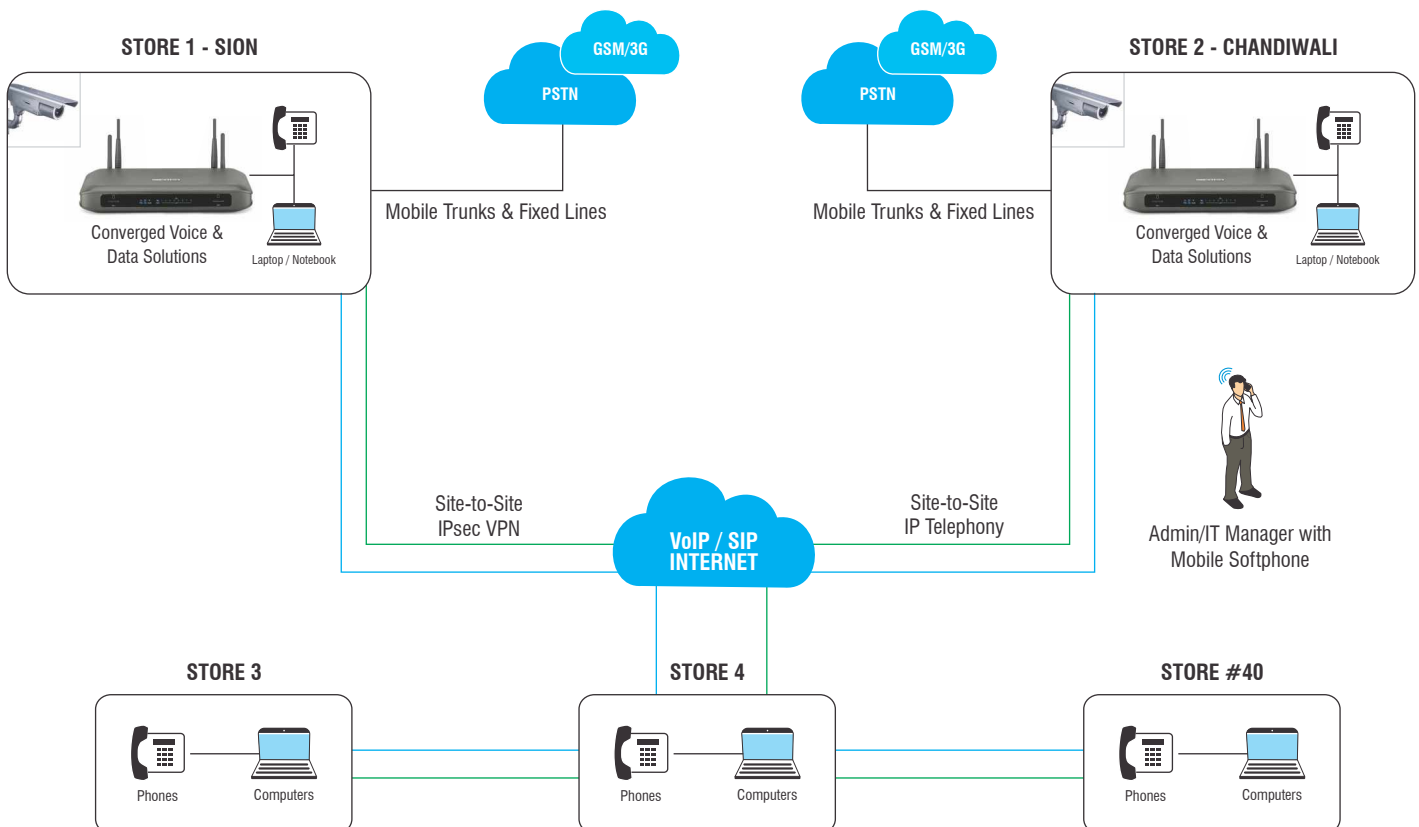 STORE 1 - SION
GSM/3G
PSTN
Converged Voice &
Data Solutions
Laptop / Notebook
Mobile Trunks & Fixed Lines
GSM/3G
PSTN
Mobile Trunks & Fixed Lines
STORE 2 - CHANDIWALI
Converged Voice &
Data Solutions
Laptop / Notebook
Site-to-Site
IPsec VPN
VoIP / SIP
INTERNET
Site-to-Site
IP Telephony
Admin/IT Manager with
Mobile Softphone
STORE 3
Phones
Computers
STORE 4
Phones
Computers
STORE #40
Phones
Computers